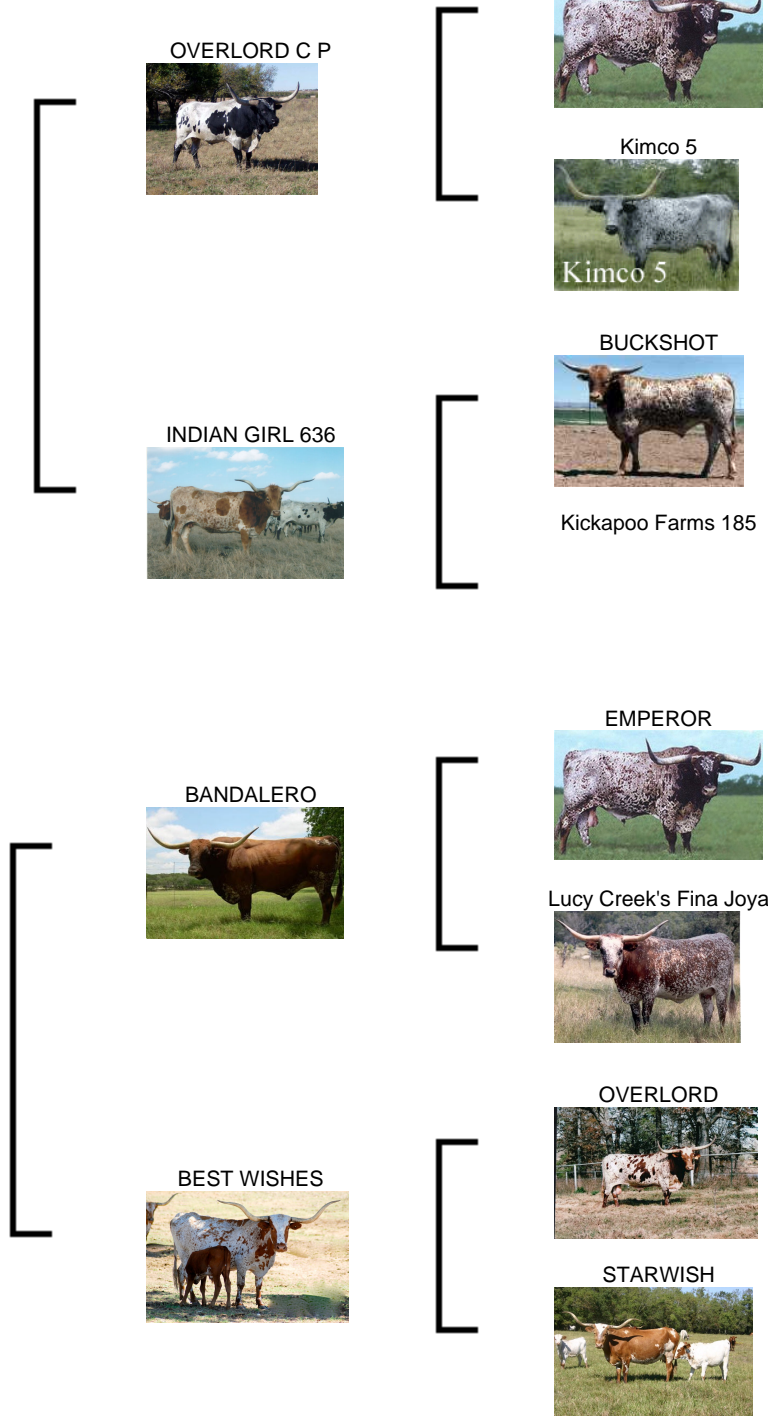 OVERLORD C P
Kimco 5
Kimco 5
BUCKSHOT
INDIAN GIRL 636
Kickapoo Farms 185
EMPEROR
BANDALERO
Lucy Creek's Fina Joya
OVERLORD
BEST WISHES
STARWISH